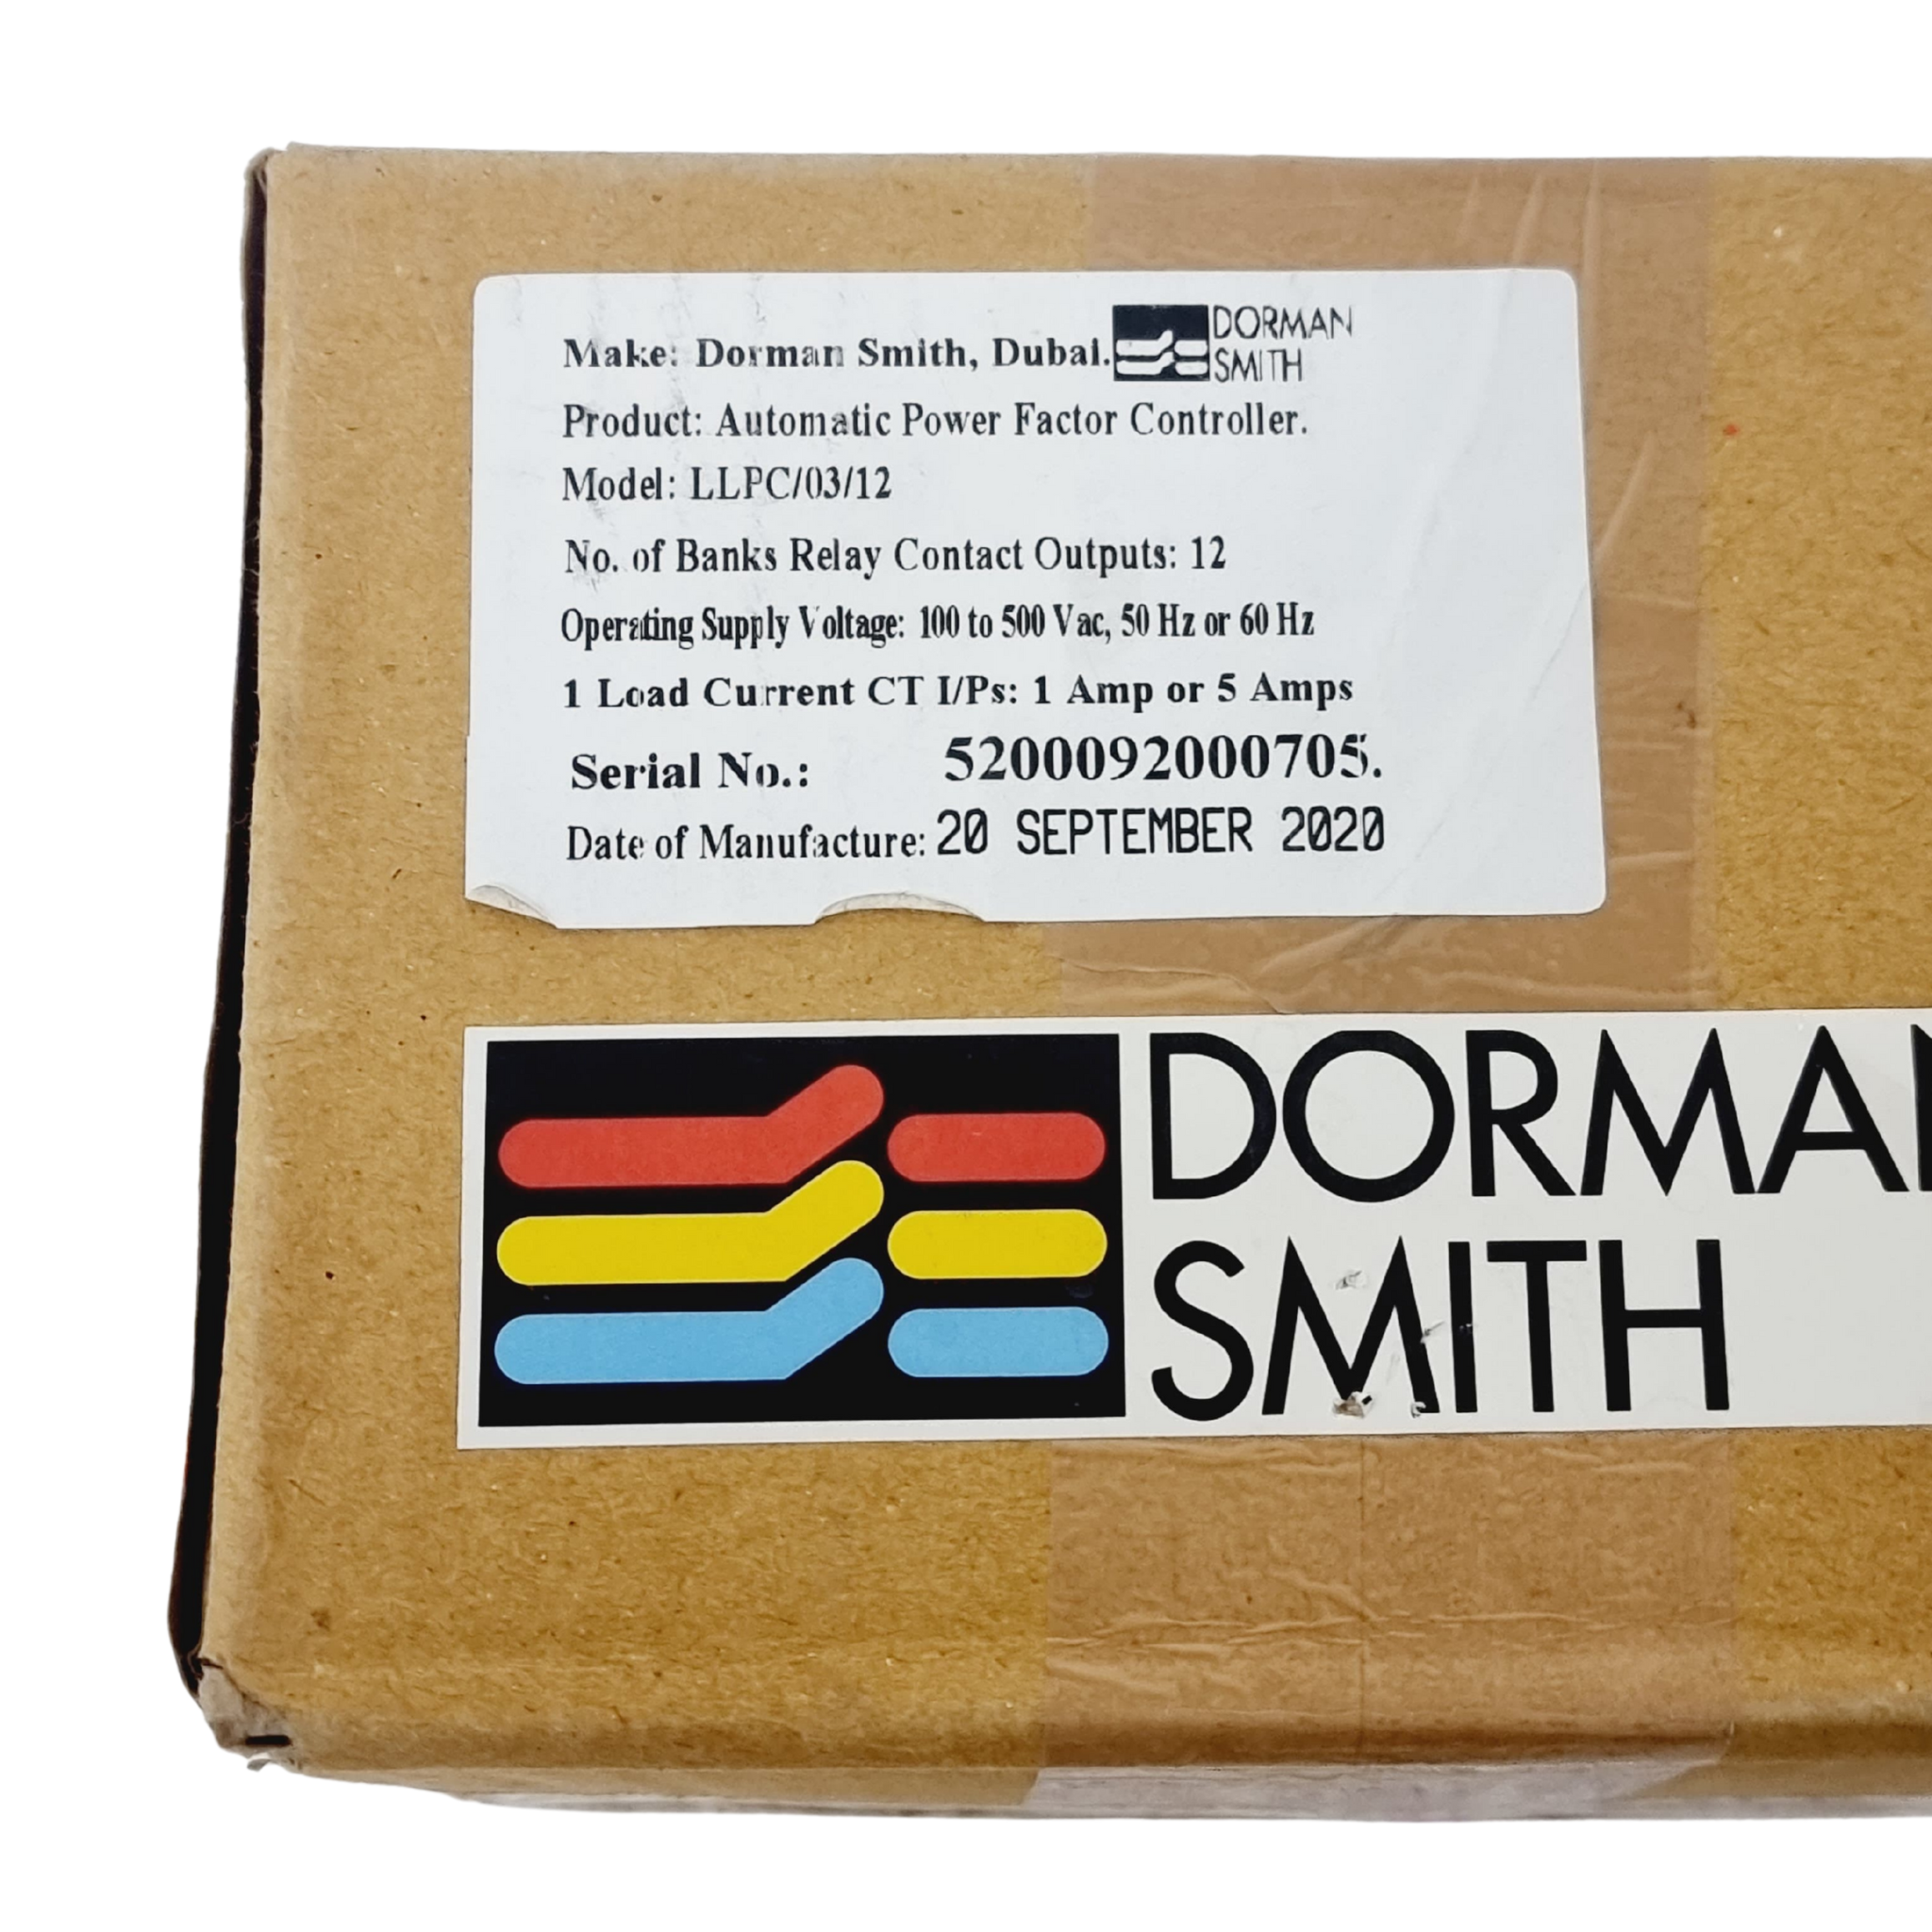 Make: Dorman Smith, Dubai.
DORMAN
SMITH
Product: Automatic Power Factor Controller.
Model: LLPC/03/12
No. of Banks Relay Contact Outputs: 12
Operating Supply Voltage: 100 to 500 Vac, 50 Hz or 60 Hz
1 Load Current CT I/Ps: 1 Amp or 5 Amps
Serial No.: 5200092000705.
Date of Manufacture: 20 SEPTEMBER 2020
DORMAN
SMITH